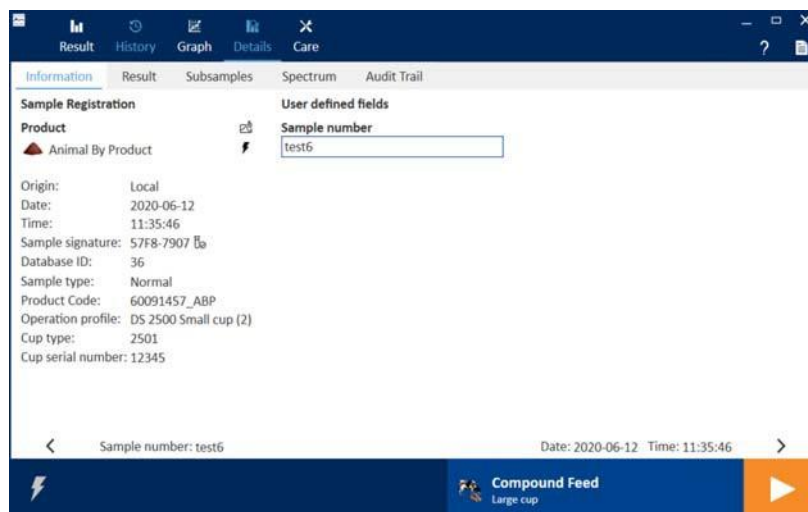 Result History Graph Details Care
?
Information Result Subsamples Spectrum Audit Trail
Sample Registration
Product
Animal By Product
Origin: Local
Date: 2020-06-12
Time: 11:35:46
Sample signature: 57F8-7907
Database ID: 36
Sample type: Normal
Product Code: 60091457_ABP
Operation profile: DS 2500 Small cup (2)
Cup type: 2501
Cup serial number: 12345
User defined fields
Sample number
test6
Sample number: test6
Date: 2020-06-12 Time: 11:35:46
Compound Feed
Large cup